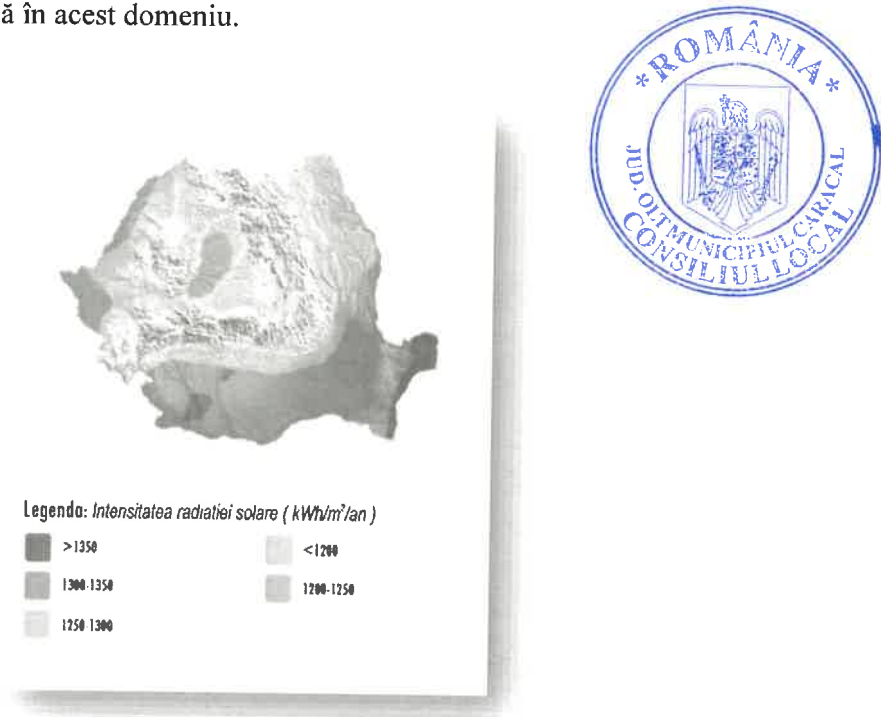 ă în acest domeniu.
* ROMÂNIA *
JUD. OLT MUNICIPIUL CARACAL
CONSILIUL LOCAL
Legenda: Intensitatea radiatiei solare ( kWh/m²/an )
>1350
<1200
1300-1350
1200-1250
1250-1300